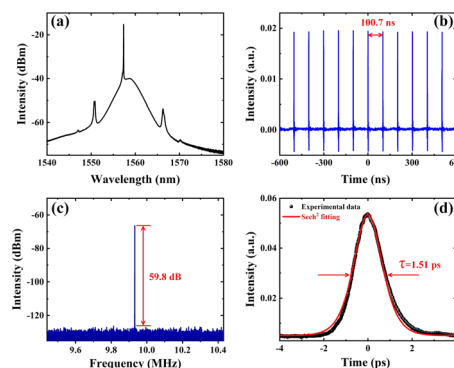 (a)
-20
-40
-60
Intensity (dBm)
1540 1550 1560 1570 1580
Wavelength (nm)
(b)
100.7 ns
0.02
0.01
0.00
Intensity (a.u.)
-600 -300 0 300 600
Time (ns)
(c)
-60
-80
-100
-120
Intensity (dBm)
59.8 dB
9.6 9.8 10.0 10.2 10.4
Frequency (MHz)
(d)
Experimental data
Sech² fitting
τ=1.51 ps
0.06
0.04
0.02
Intensity (a.u.)
-4 -2 0 2 4
Time (ps)